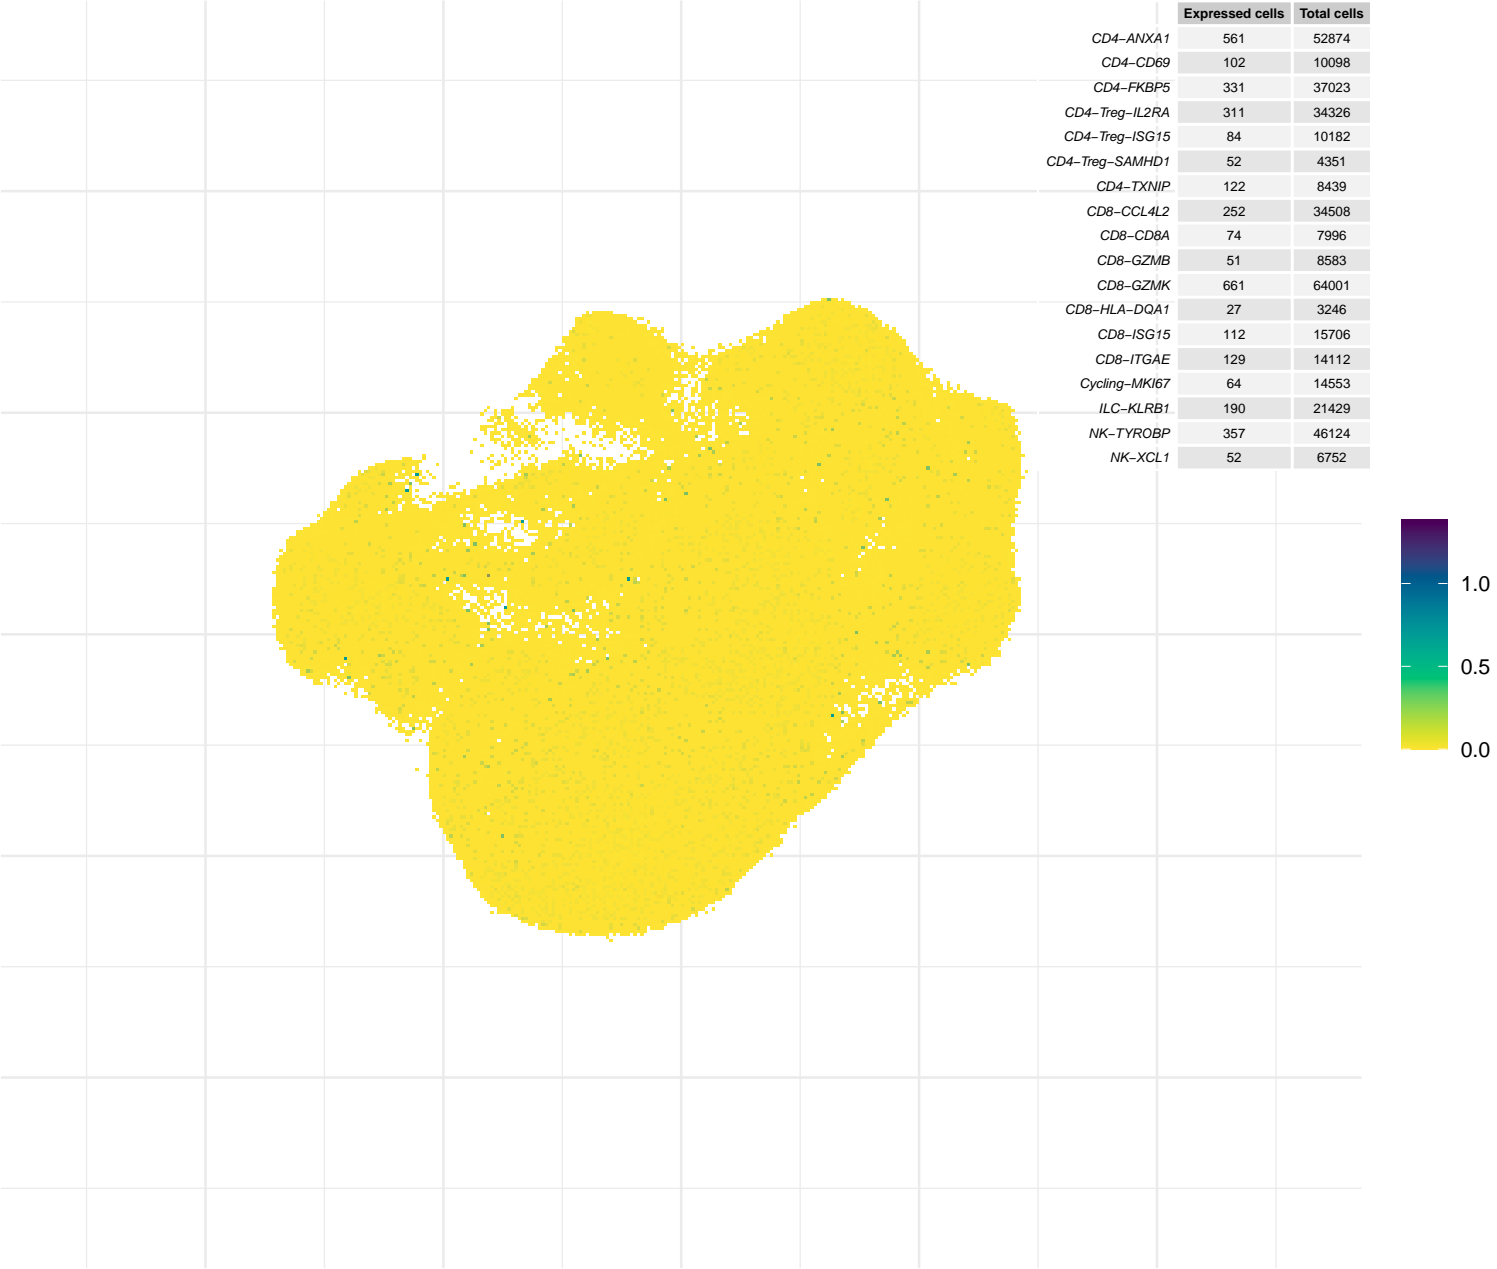 Expressed cells Total cells
CD4−ANXA1 561 52874
CD4−CD69 102 10098
CD4−FKBP5 331 37023
CD4−Treg−IL2RA 311 34326
CD4−Treg−ISG15 84 10182
CD4−Treg−SAMHD1 52 4351
CD4−TXNIP 122 8439
CD8−CCL4L2 252 34508
CD8−CD8A 74 7996
CD8−GZMB 51 8583
CD8−GZMK 661 64001
CD8−HLA−DQA1 27 3246
CD8−ISG15 112 15706
CD8−ITGAE 129 14112
Cycling−MKI67 64 14553
ILC−KLRB1 190 21429
NK−TYROBP 357 46124
NK−XCL1 52 6752
1.0
0.5
0.0